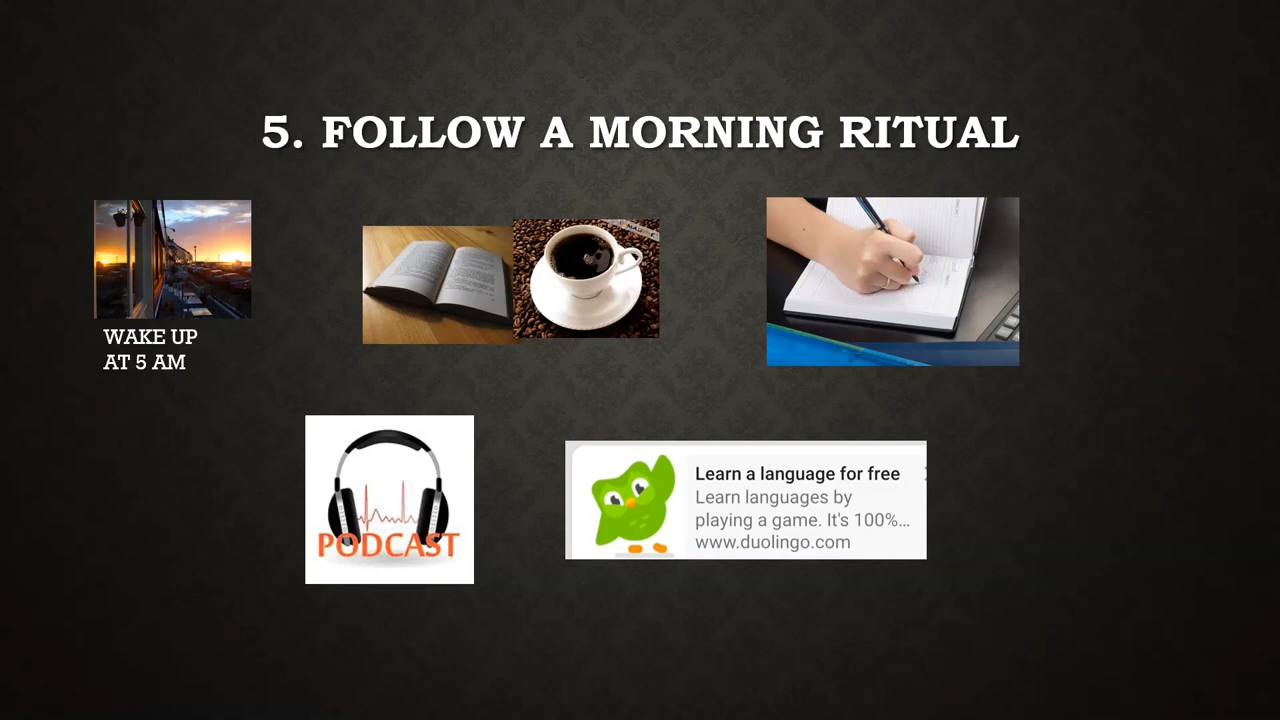 5. FOLLOW A MORNING RITUAL
WAKE UP
AT 5 AM
PODCAST
Learn a language for free
Learn languages by
playing a game. It's 100%...
www.duolingo.com